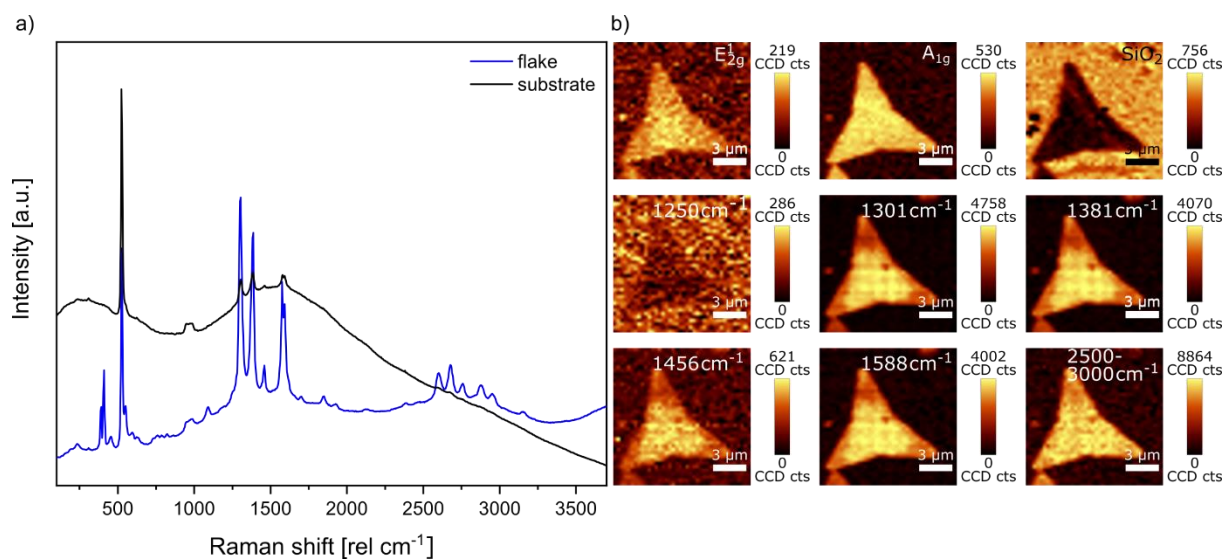 a)
flake
substrate
Intensity [a.u.]
500 1000 1500 2000 2500 3000 3500
Raman shift [rel cm⁻¹]
b)
E¹₂g
3 µm
219
CCD cts
0
CCD cts
A₁g
3 µm
530
CCD cts
0
CCD cts
SiO₂
3 µm
756
CCD cts
0
CCD cts
1250cm⁻¹
3 µm
286
CCD cts
0
CCD cts
1301cm⁻¹
3 µm
4758
CCD cts
0
CCD cts
1381cm⁻¹
3 µm
4070
CCD cts
0
CCD cts
1456cm⁻¹
3 µm
621
CCD cts
0
CCD cts
1588cm⁻¹
3 µm
4002
CCD cts
0
CCD cts
2500-
3000cm⁻¹
3 µm
8864
CCD cts
0
CCD cts